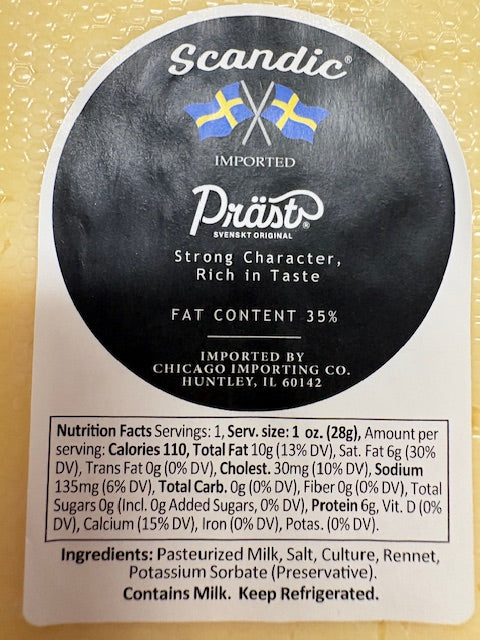 Scandic®
IMPORTED
Präst®
SVENSKT ORIGINAL
Strong Character,
Rich in Taste
FAT CONTENT 35%
IMPORTED BY
CHICAGO IMPORTING CO.
HUNTLEY, IL 60142
Nutrition Facts Servings: 1, Serv. size: 1 oz. (28g), Amount per
serving: Calories 110, Total Fat 10g (13% DV), Sat. Fat 6g (30%
DV), Trans Fat 0g (0% DV), Cholest. 30mg (10% DV), Sodium
135mg (6% DV), Total Carb. 0g (0% DV), Fiber 0g (0% DV), Total
Sugars 0g (Incl. 0g Added Sugars, 0% DV), Protein 6g, Vit. D (0%
DV), Calcium (15% DV), Iron (0% DV), Potas. (0% DV).
Ingredients: Pasteurized Milk, Salt, Culture, Rennet,
Potassium Sorbate (Preservative).
Contains Milk. Keep Refrigerated.